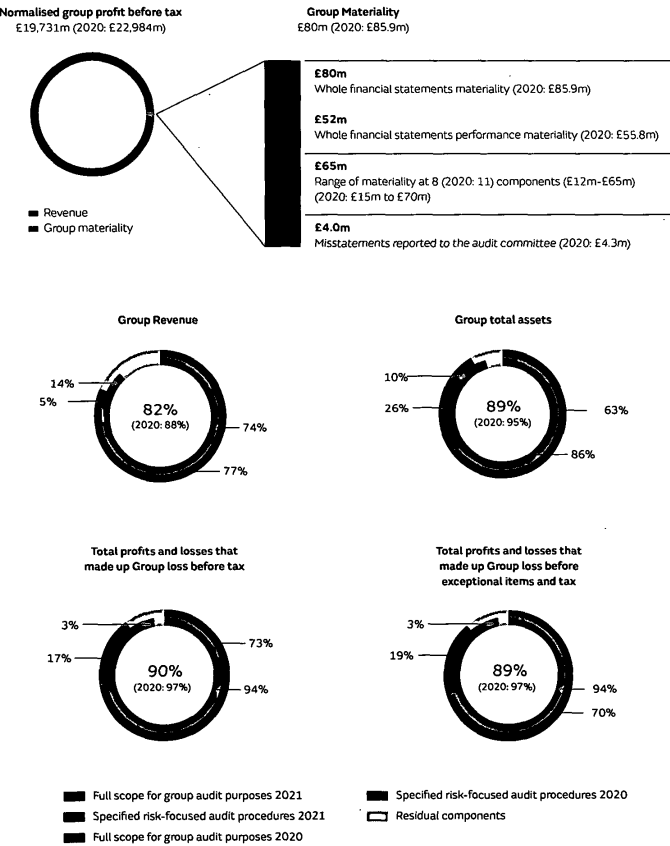 Normalised group profit before tax
£19,731m (2020: £22,984m)
Group Materiality
£80m (2020: £85.9m)
£80m
Whole financial statements materiality (2020: £85.9m)
£52m
Whole financial statements performance materiality (2020: £55.8m)
£65m
Range of materiality at 8 (2020: 11) components (£12m-£65m)
(2020: £15m to £70m)
£4.0m
Misstatements reported to the audit committee (2020: £4.3m)
Revenue
Group materiality
Group Revenue
14%
5%
82%
(2020: 88%)
74%
77%
Group total assets
10%
26%
89%
(2020: 95%)
63%
86%
Total profits and losses that
made up Group loss before tax
3%
17%
90%
(2020: 97%)
73%
94%
Total profits and losses that
made up Group loss before
exceptional items and tax
3%
19%
89%
(2020: 97%)
94%
70%
Full scope for group audit purposes 2021
Specified risk-focused audit procedures 2021
Full scope for group audit purposes 2020
Specified risk-focused audit procedures 2020
Residual components